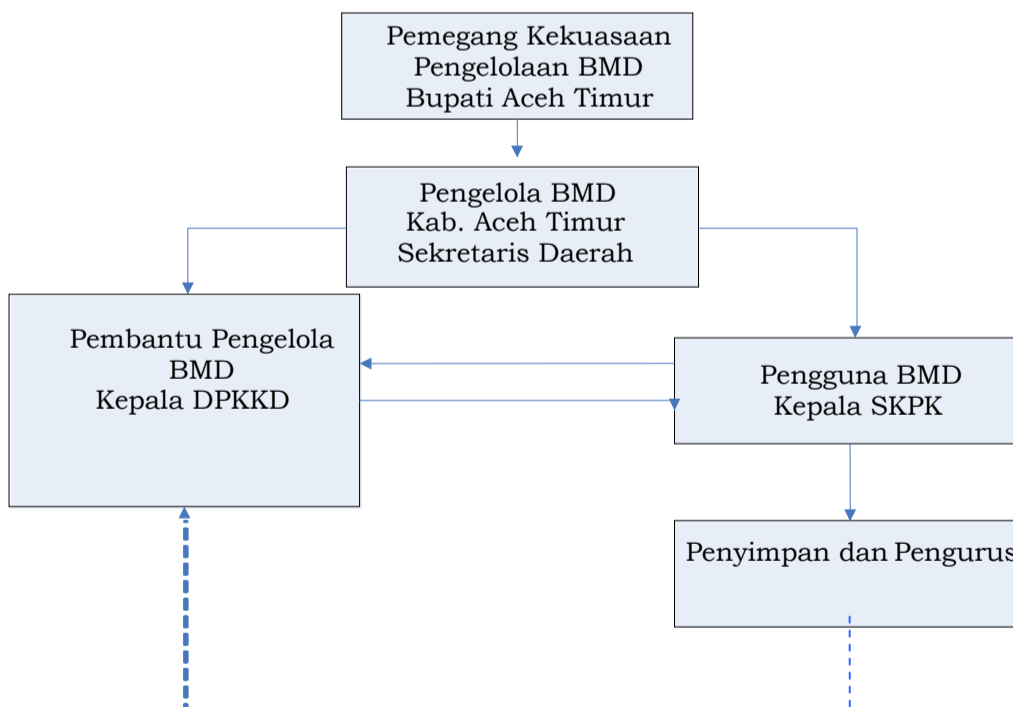 Pemegang Kekuasaan
Pengelolaan BMD
Bupati Aceh Timur
Pengelola BMD
Kab. Aceh Timur
Sekretaris Daerah
Pembantu Pengelola
BMD
Kepala DPKKD
Pengguna BMD
Kepala SKPK
Penyimpan dan Pengurus